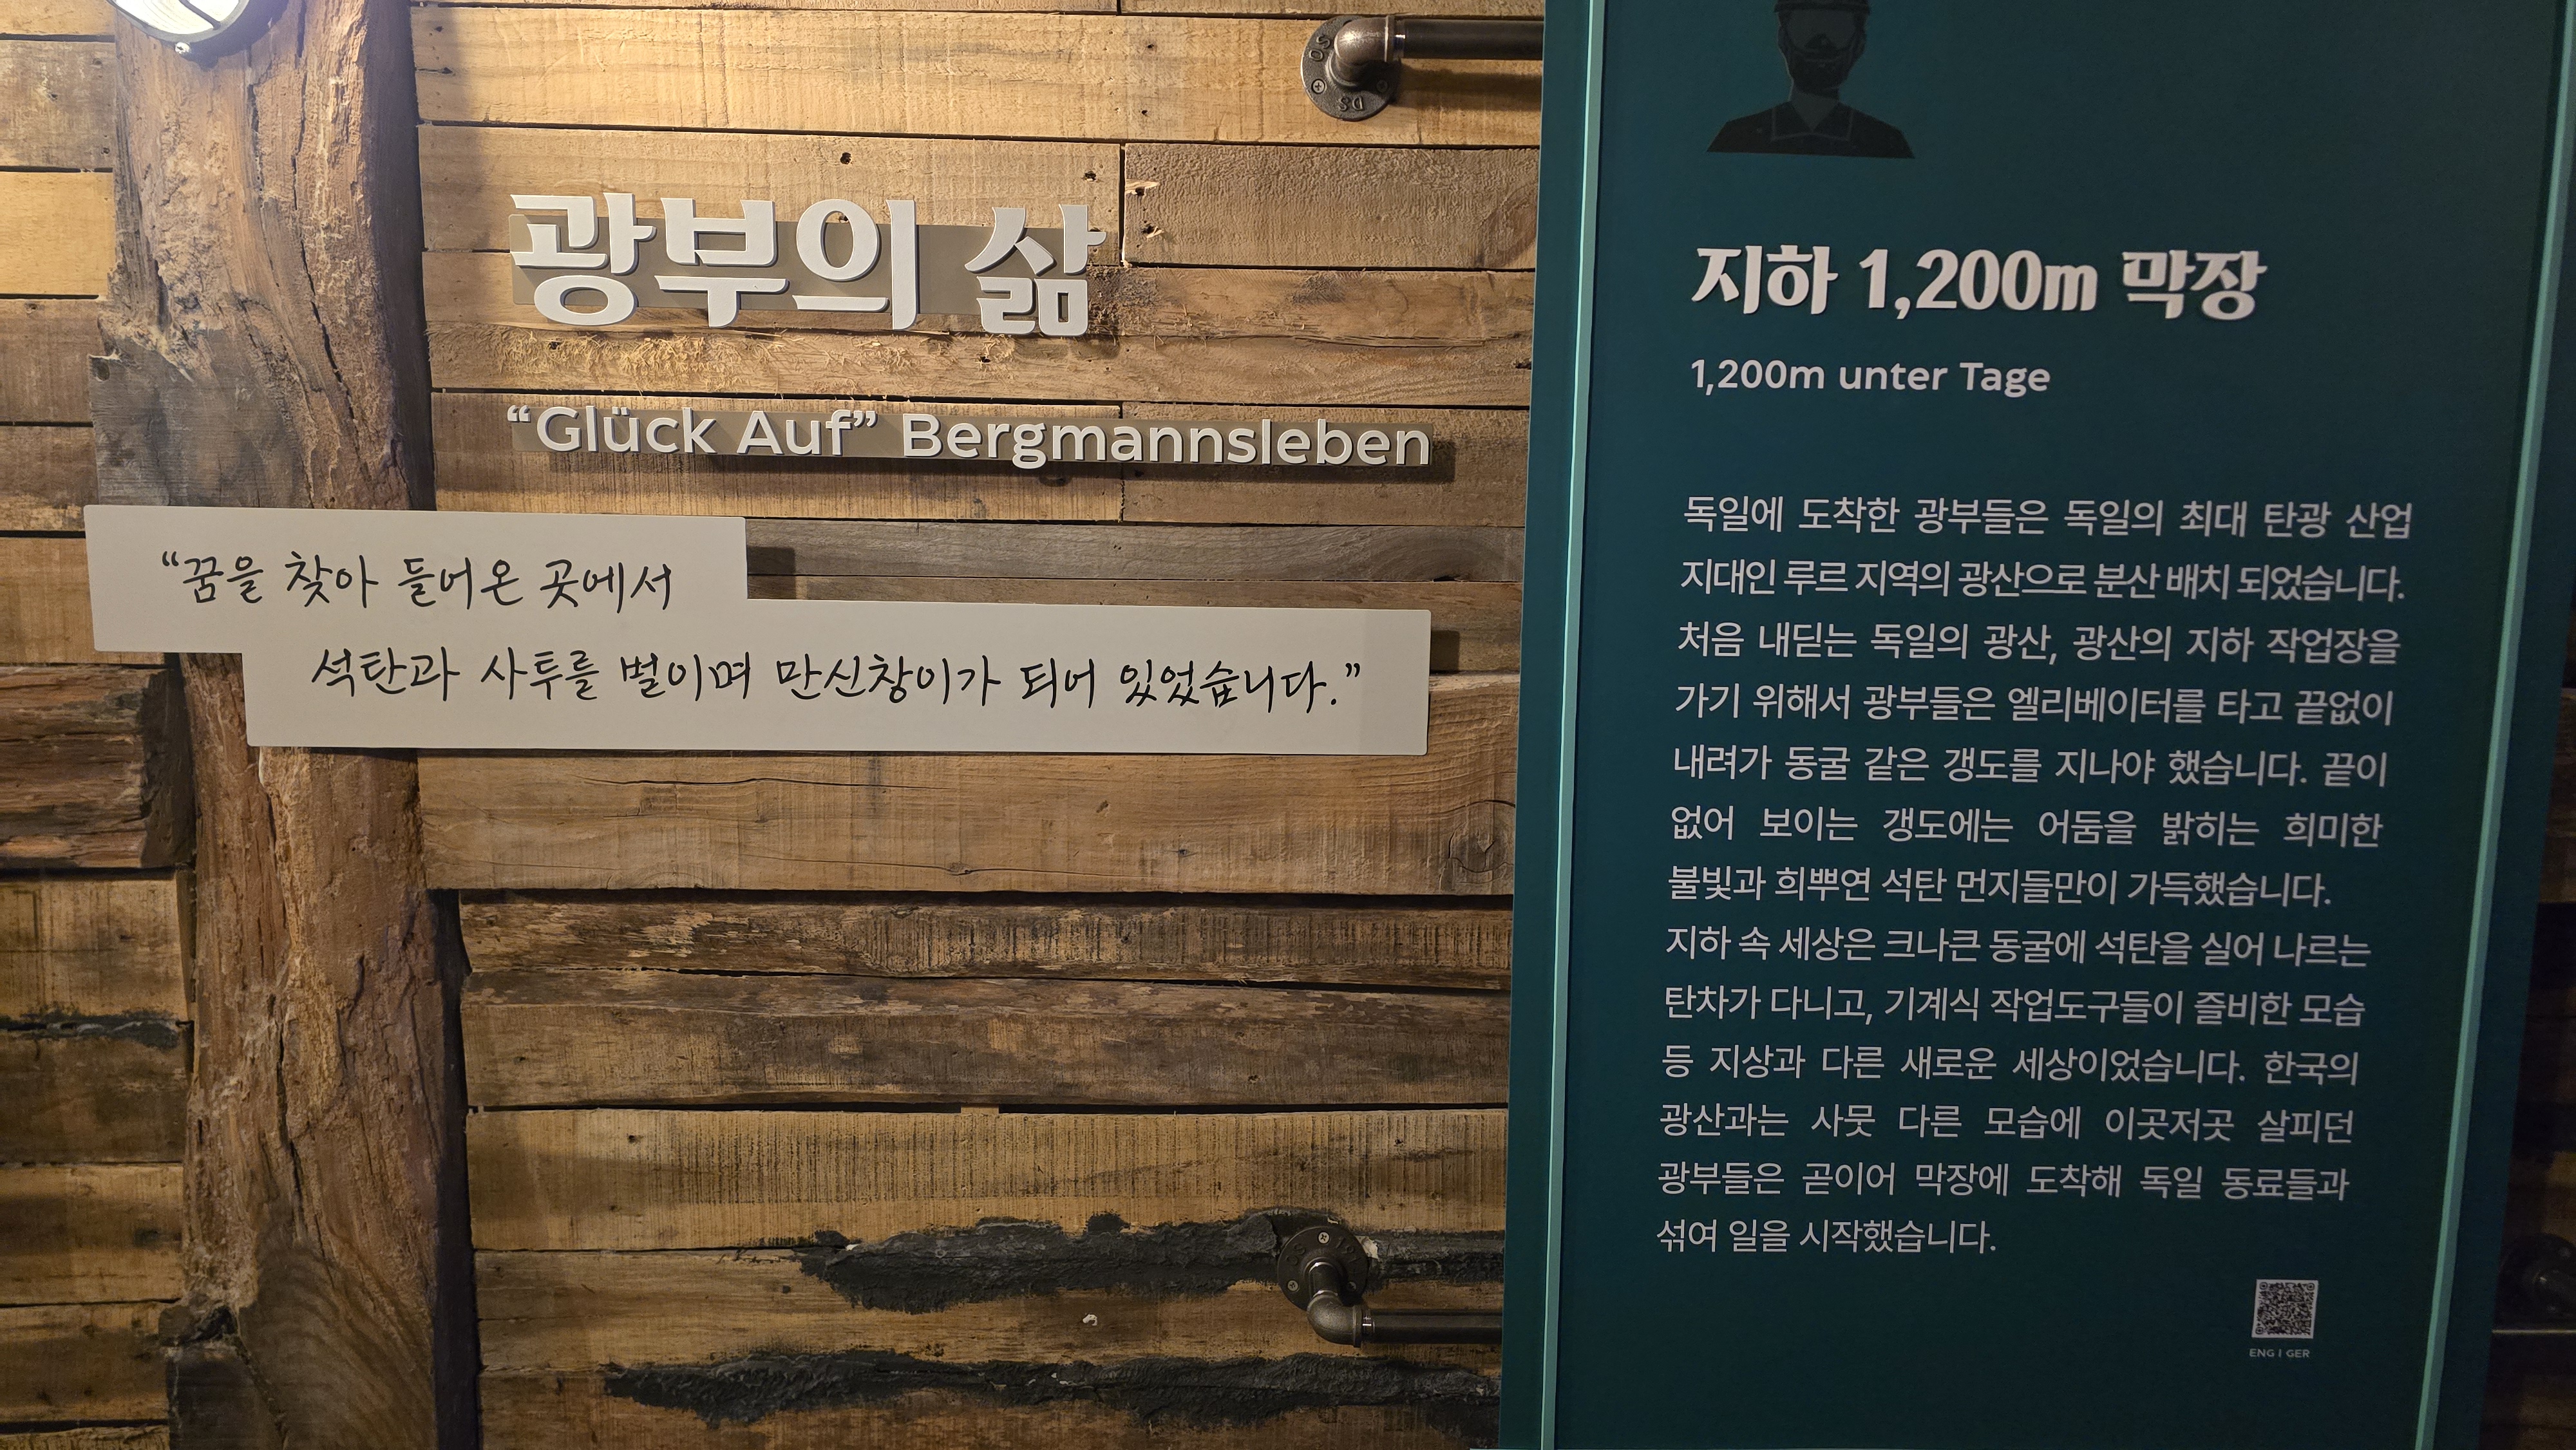 광부의 삶
“Glück Auf” Bergmannsleben
“꿈을 찾아 들어온 곳에서
석탄과 사투를 벌이며 만신창이가 되어 있었습니다.”
지하 1,200m 막장
1,200m unter Tage
독일에 도착한 광부들은 독일의 최대 탄광 산업
지대인 루르 지역의 광산으로 분산 배치 되었습니다.
처음 내딛는 독일의 광산, 광산의 지하 작업장을
가기 위해서 광부들은 엘리베이터를 타고 끝없이
내려가 동굴 같은 갱도를 지나야 했습니다. 끝이
없어 보이는 갱도에는 어둠을 밝히는 희미한
불빛과 희뿌연 석탄 먼지들만이 가득했습니다.
지하 속 세상은 크나큰 동굴에 석탄을 실어 나르는
탄차가 다니고, 기계식 작업도구들이 즐비한 모습
등 지상과 다른 새로운 세상이었습니다. 한국의
광산과는 사뭇 다른 모습에 이곳저곳 살피던
광부들은 곧이어 막장에 도착해 독일 동료들과
섞여 일을 시작했습니다.
ENG | GER